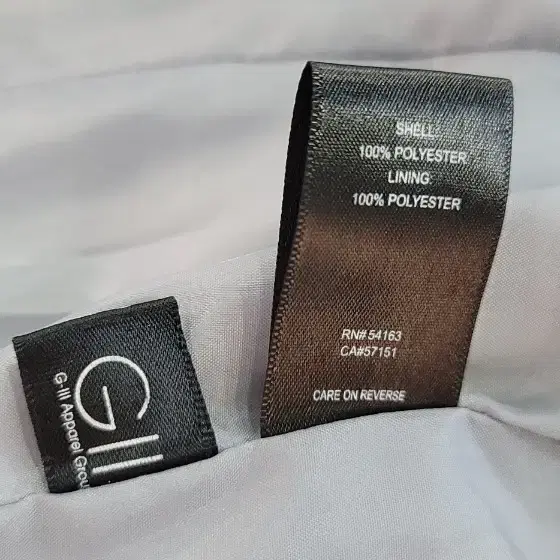 SHELL
100% POLYESTER
LINING
100% POLYESTER
RN# 54163
CA#57151
CARE ON REVERSE
GIII
G-III Apparel Grou